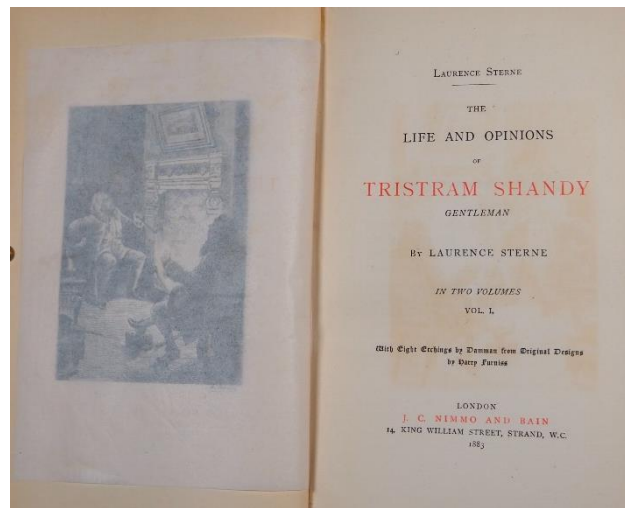 LAURENCE STERNE
THE
LIFE AND OPINIONS
OF
TRISTRAM SHANDY
GENTLEMAN
BY LAURENCE STERNE
IN TWO VOLUMES
VOL. I.
With Eight Etchings by Damman from Original Designs
by Harry Furniss
LONDON
J. C. NIMMO AND BAIN
14, KING WILLIAM STREET, STRAND, W.C.
1883